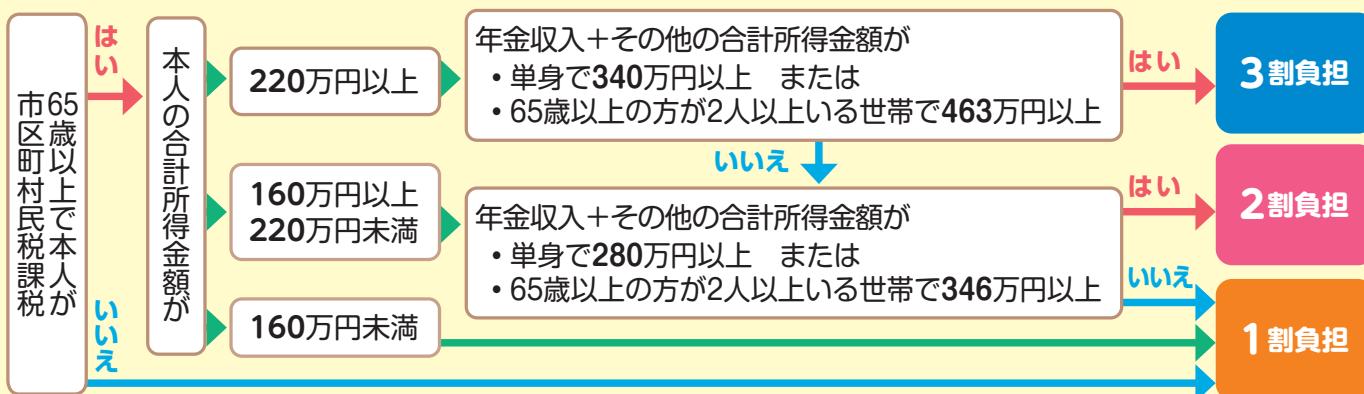 65歳以上で本人が
市区町村民税課税
はい
いいえ
本人の合計所得金額が
220万円以上
160万円以上
220万円未満
160万円未満
年金収入＋その他の合計所得金額が
・単身で340万円以上　または
・65歳以上の方が2人以上いる世帯で463万円以上
はい
いいえ
年金収入＋その他の合計所得金額が
・単身で280万円以上　または
・65歳以上の方が2人以上いる世帯で346万円以上
はい
いいえ
3割負担
2割負担
1割負担